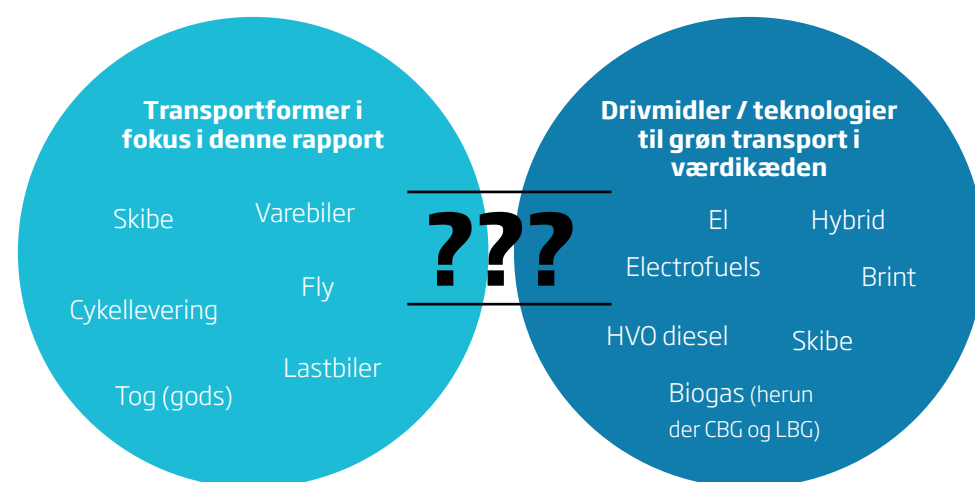 Transportformer i
fokus i denne rapport
Skibe
Varebiler
Fly
Cykellevering
Lastbiler
Tog (gods)
???
Drivmidler / teknologier
til grøn transport i
værdikæden
El
Hybrid
Electrofuels
Brint
HVO diesel
Skibe
Biogas (herun
der CBG og LBG)